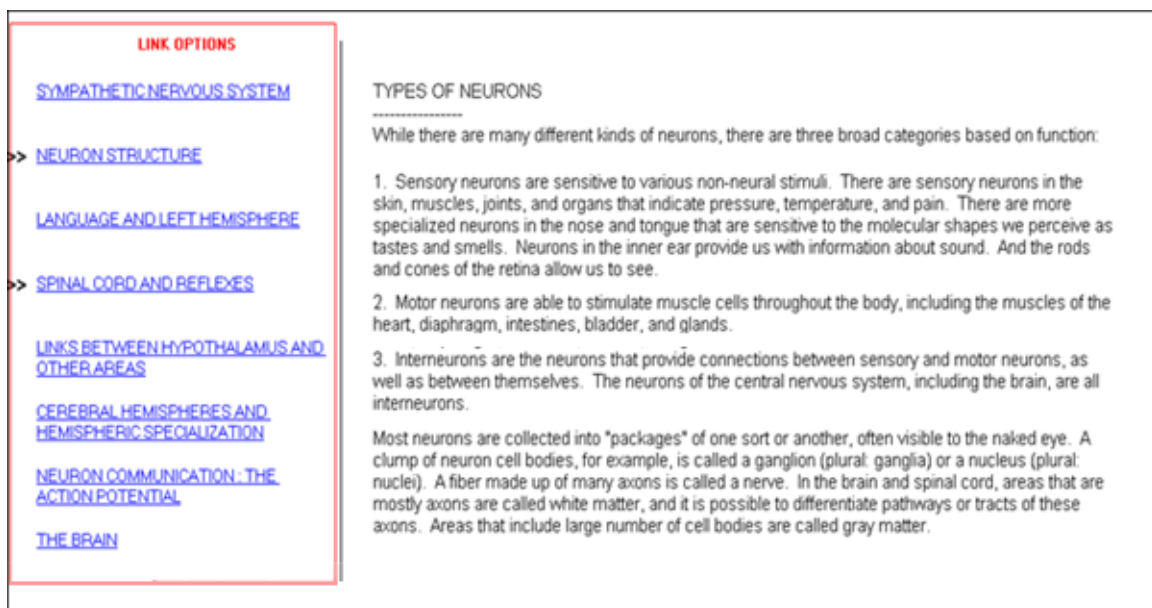 LINK OPTIONS
SYMPATHETIC NERVOUS SYSTEM
>> NEURON STRUCTURE
LANGUAGE AND LEFT HEMISPHERE
>> SPINAL CORD AND REFLEXES
LINKS BETWEEN HYPOTHALAMUS AND
OTHER AREAS
CEREBRAL HEMISPHERES AND
HEMISPHERIC SPECIALIZATION
NEURON COMMUNICATION : THE
ACTION POTENTIAL
THE BRAIN
TYPES OF NEURONS
----------------
While there are many different kinds of neurons, there are three broad categories based on function:
1. Sensory neurons are sensitive to various non-neural stimuli. There are sensory neurons in the
skin, muscles, joints, and organs that indicate pressure, temperature, and pain. There are more
specialized neurons in the nose and tongue that are sensitive to the molecular shapes we perceive as
tastes and smells. Neurons in the inner ear provide us with information about sound. And the rods
and cones of the retina allow us to see.
2. Motor neurons are able to stimulate muscle cells throughout the body, including the muscles of the
heart, diaphragm, intestines, bladder, and glands.
3. Interneurons are the neurons that provide connections between sensory and motor neurons, as
well as between themselves. The neurons of the central nervous system, including the brain, are all
interneurons.
Most neurons are collected into "packages" of one sort or another, often visible to the naked eye. A
clump of neuron cell bodies, for example, is called a ganglion (plural: ganglia) or a nucleus (plural:
nuclei). A fiber made up of many axons is called a nerve. In the brain and spinal cord, areas that are
mostly axons are called white matter, and it is possible to differentiate pathways or tracts of these
axons. Areas that include large number of cell bodies are called gray matter.